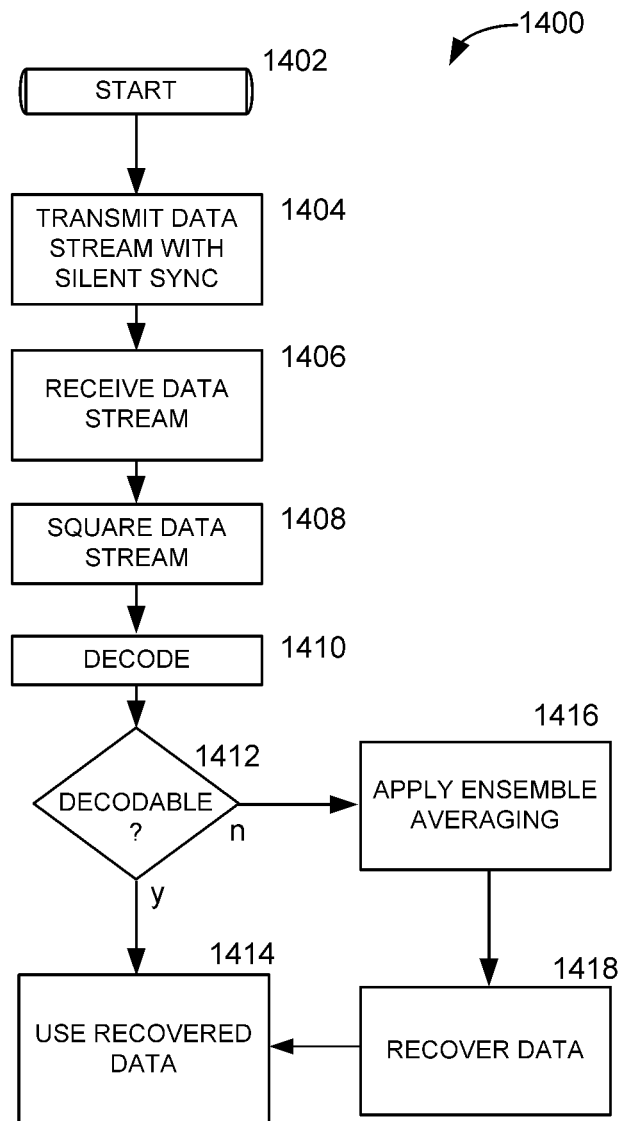 1400
1402
START
1404
TRANSMIT DATA
STREAM WITH
SILENT SYNC
1406
RECEIVE DATA
STREAM
1408
SQUARE DATA
STREAM
1410
DECODE
1412
DECODABLE
?
n
y
1416
APPLY ENSEMBLE
AVERAGING
1414
USE RECOVERED
DATA
1418
RECOVER DATA